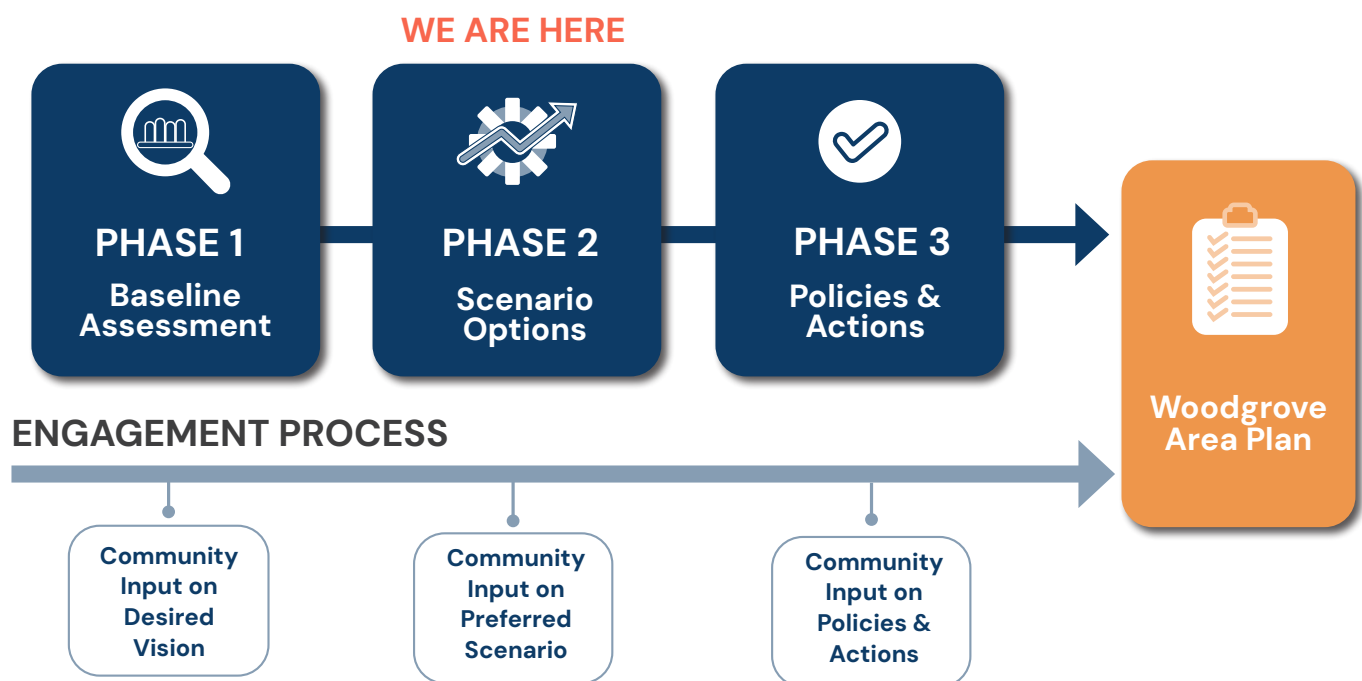 WE ARE HERE
PHASE 1
Baseline
Assessment
PHASE 2
Scenario
Options
PHASE 3
Policies &
Actions
Woodgrove
Area Plan
ENGAGEMENT PROCESS
Community
Input on
Desired
Vision
Community
Input on
Preferred
Scenario
Community
Input on
Policies &
Actions